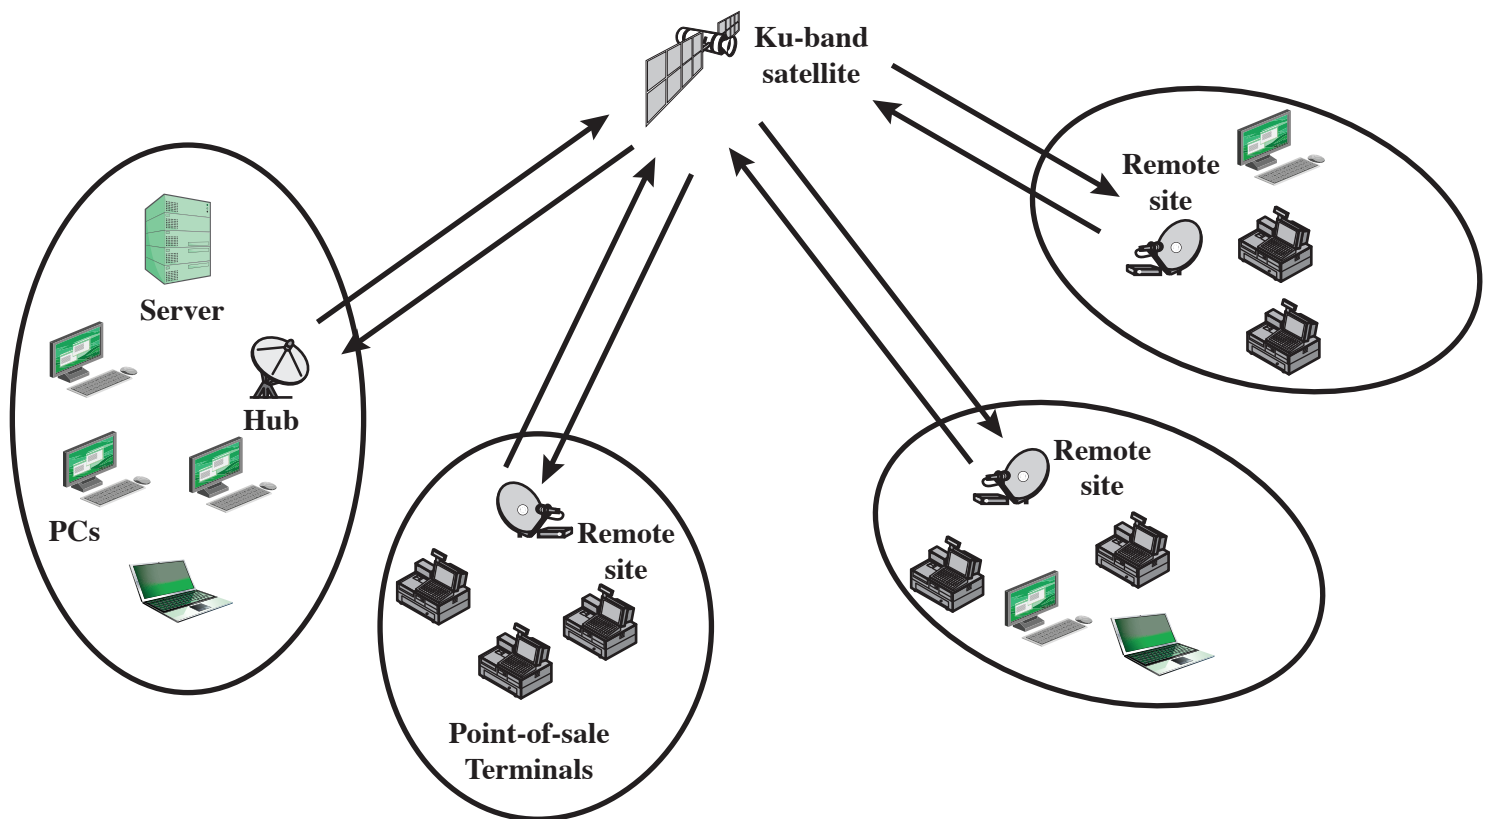 Ku-band
satellite
Remote
site
Server
Hub
PCs
Remote
site
Remote
site
Point-of-sale
Terminals